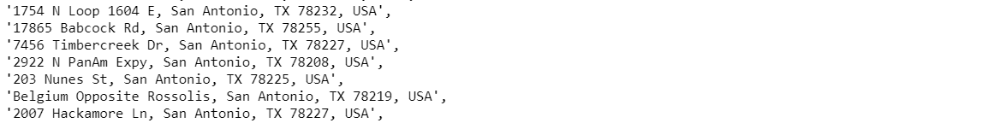 '1754 N Loop 1604 E, San Antonio, TX 78232, USA',
'17865 Babcock Rd, San Antonio, TX 78255, USA',
'7456 Timbercreek Dr, San Antonio, TX 78227, USA',
'2922 N PanAm Expy, San Antonio, TX 78208, USA',
'203 Nunes St, San Antonio, TX 78225, USA',
'Belgium Opposite Rossolis, San Antonio, TX 78219, USA',
'2007 Hackamore Ln, San Antonio, TX 78227, USA',